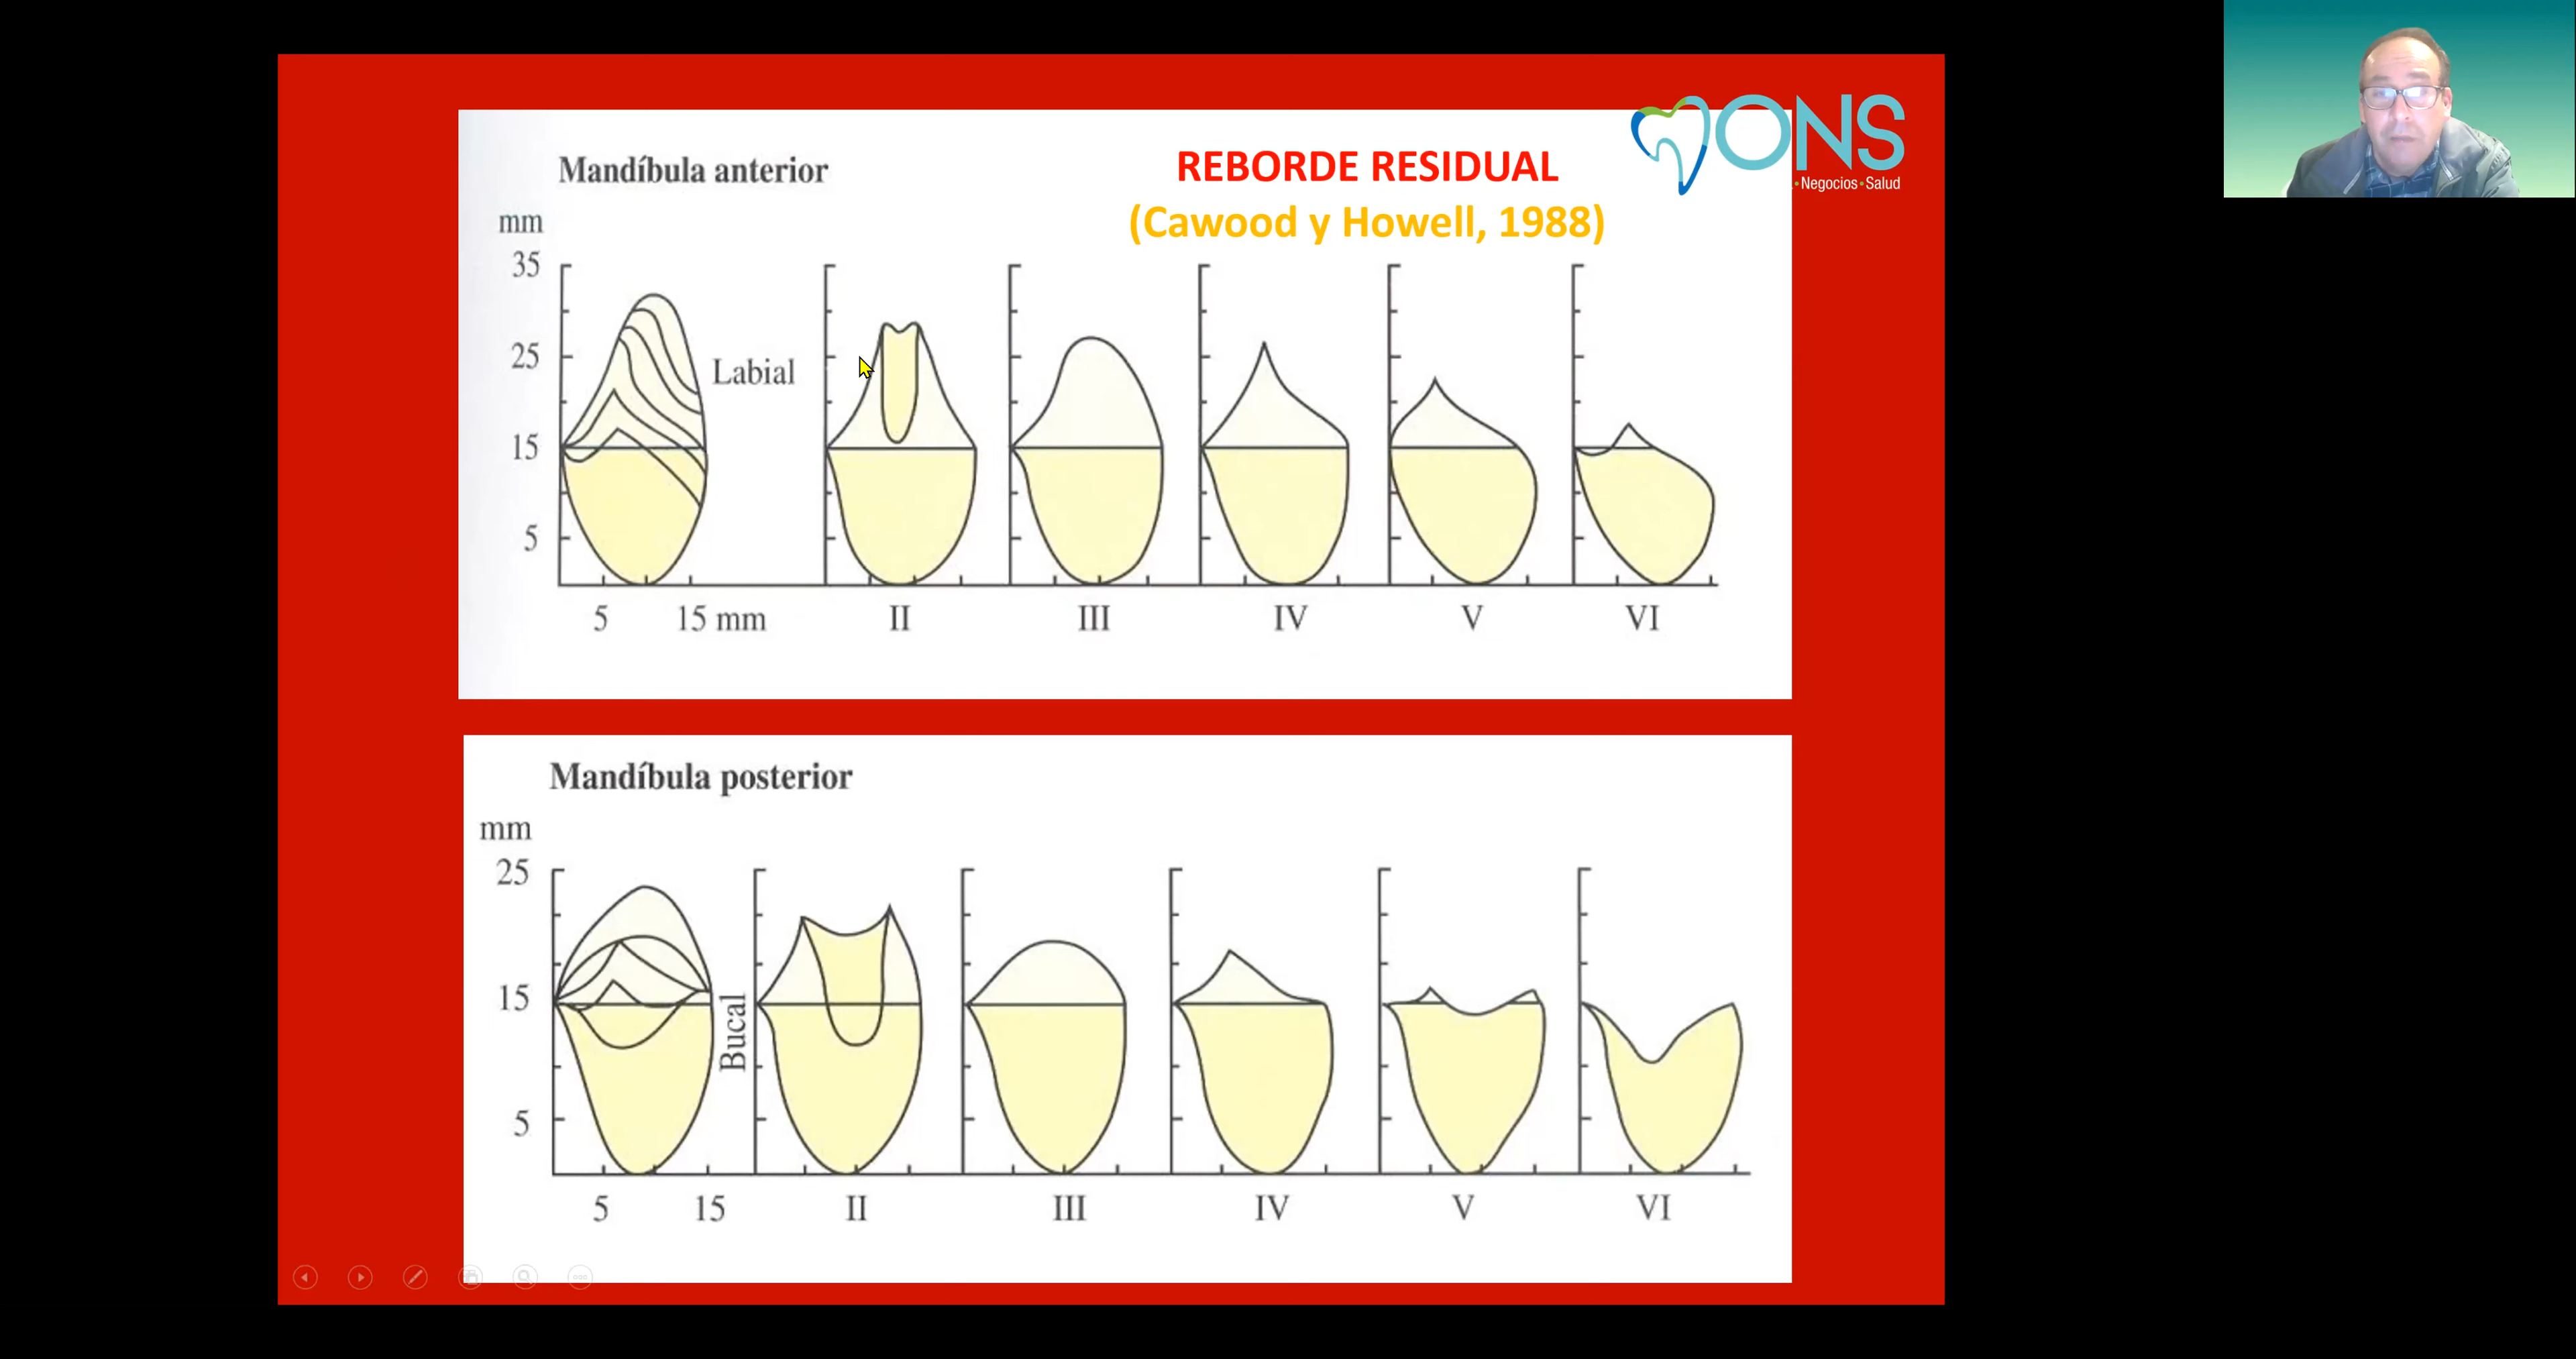 ONS
•Negocios•Salud
REBORDE RESIDUAL
(Cawood y Howell, 1988)
Mandíbula anterior
mm
35
25
15
5
Labial
5 15 mm II III IV V VI
Mandíbula posterior
mm
25
15
5
Bucal
5 15 II III IV V VI